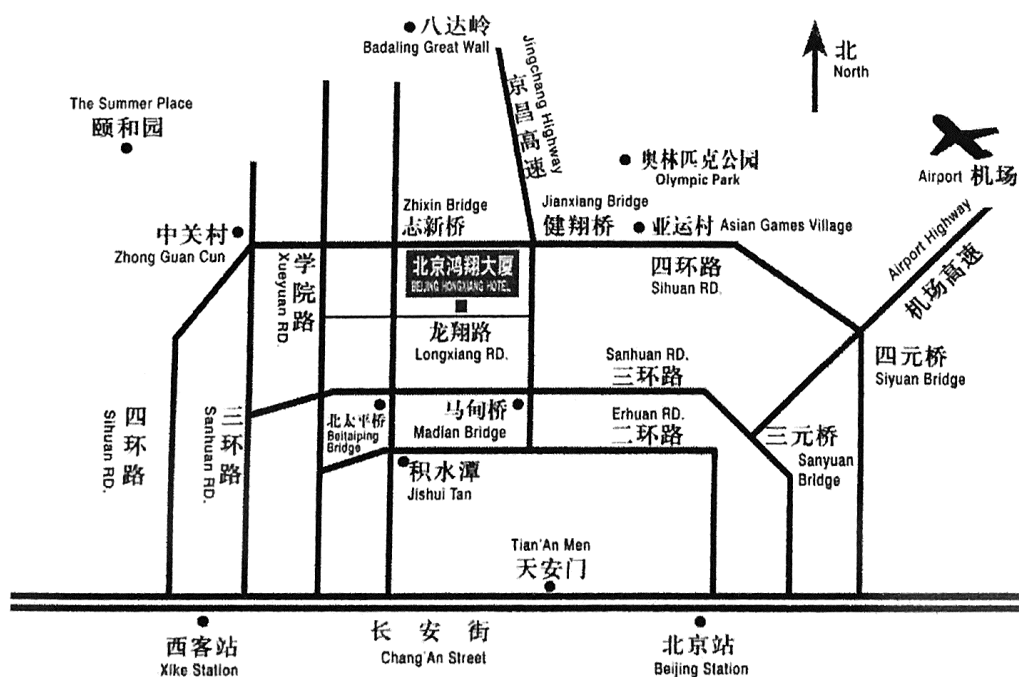 八达岭
Badaling Great Wall
京昌高速
Jingchang Highway
北
North
The Summer Place
颐和园
奥林匹克公园
Olympic Park
Airport 机场
Zhixin Bridge
志新桥
Jianxiang Bridge
健翔桥
亚运村 Asian Games Village
中关村
Zhong Guan Cun
学院路
Xueyuan RD.
北京鸿翔大厦
BEIJING HONGXIANG HOTEL
四环路
Sihuan RD.
Airport Highway
机场高速
龙翔路
Longxiang RD.
四元桥
Siyuan Bridge
Sanhuan RD.
三环路
四环路
Sihuan RD.
三环路
Sanhuan RD.
北太平桥
Beitaiping
Bridge
马甸桥
Madian Bridge
Erhuan RD.
二环路
三元桥
Sanyuan
Bridge
积水潭
Jishui Tan
Tian'An Men
天安门
西客站
Xike Station
长安街
Chang'An Street
北京站
Beijing Station